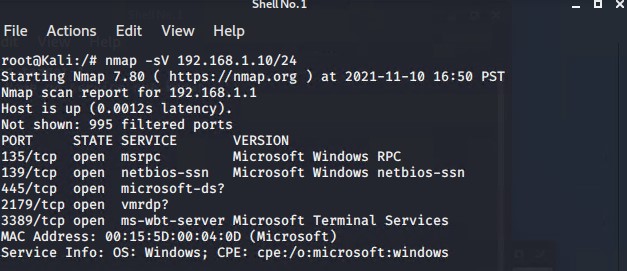 Shell No. 1
File Actions Edit View Help
root@Kali:/# nmap -sV 192.168.1.10/24
Starting Nmap 7.80 ( https://nmap.org ) at 2021-11-10 16:50 PST
Nmap scan report for 192.168.1.1
Host is up (0.0012s latency).
Not shown: 995 filtered ports
PORT STATE SERVICE VERSION
135/tcp open msrpc Microsoft Windows RPC
139/tcp open netbios-ssn Microsoft Windows netbios-ssn
445/tcp open microsoft-ds?
2179/tcp open vmrdp?
3389/tcp open ms-wbt-server Microsoft Terminal Services
MAC Address: 00:15:5D:00:04:0D (Microsoft)
Service Info: OS: Windows; CPE: cpe:/o:microsoft:windows